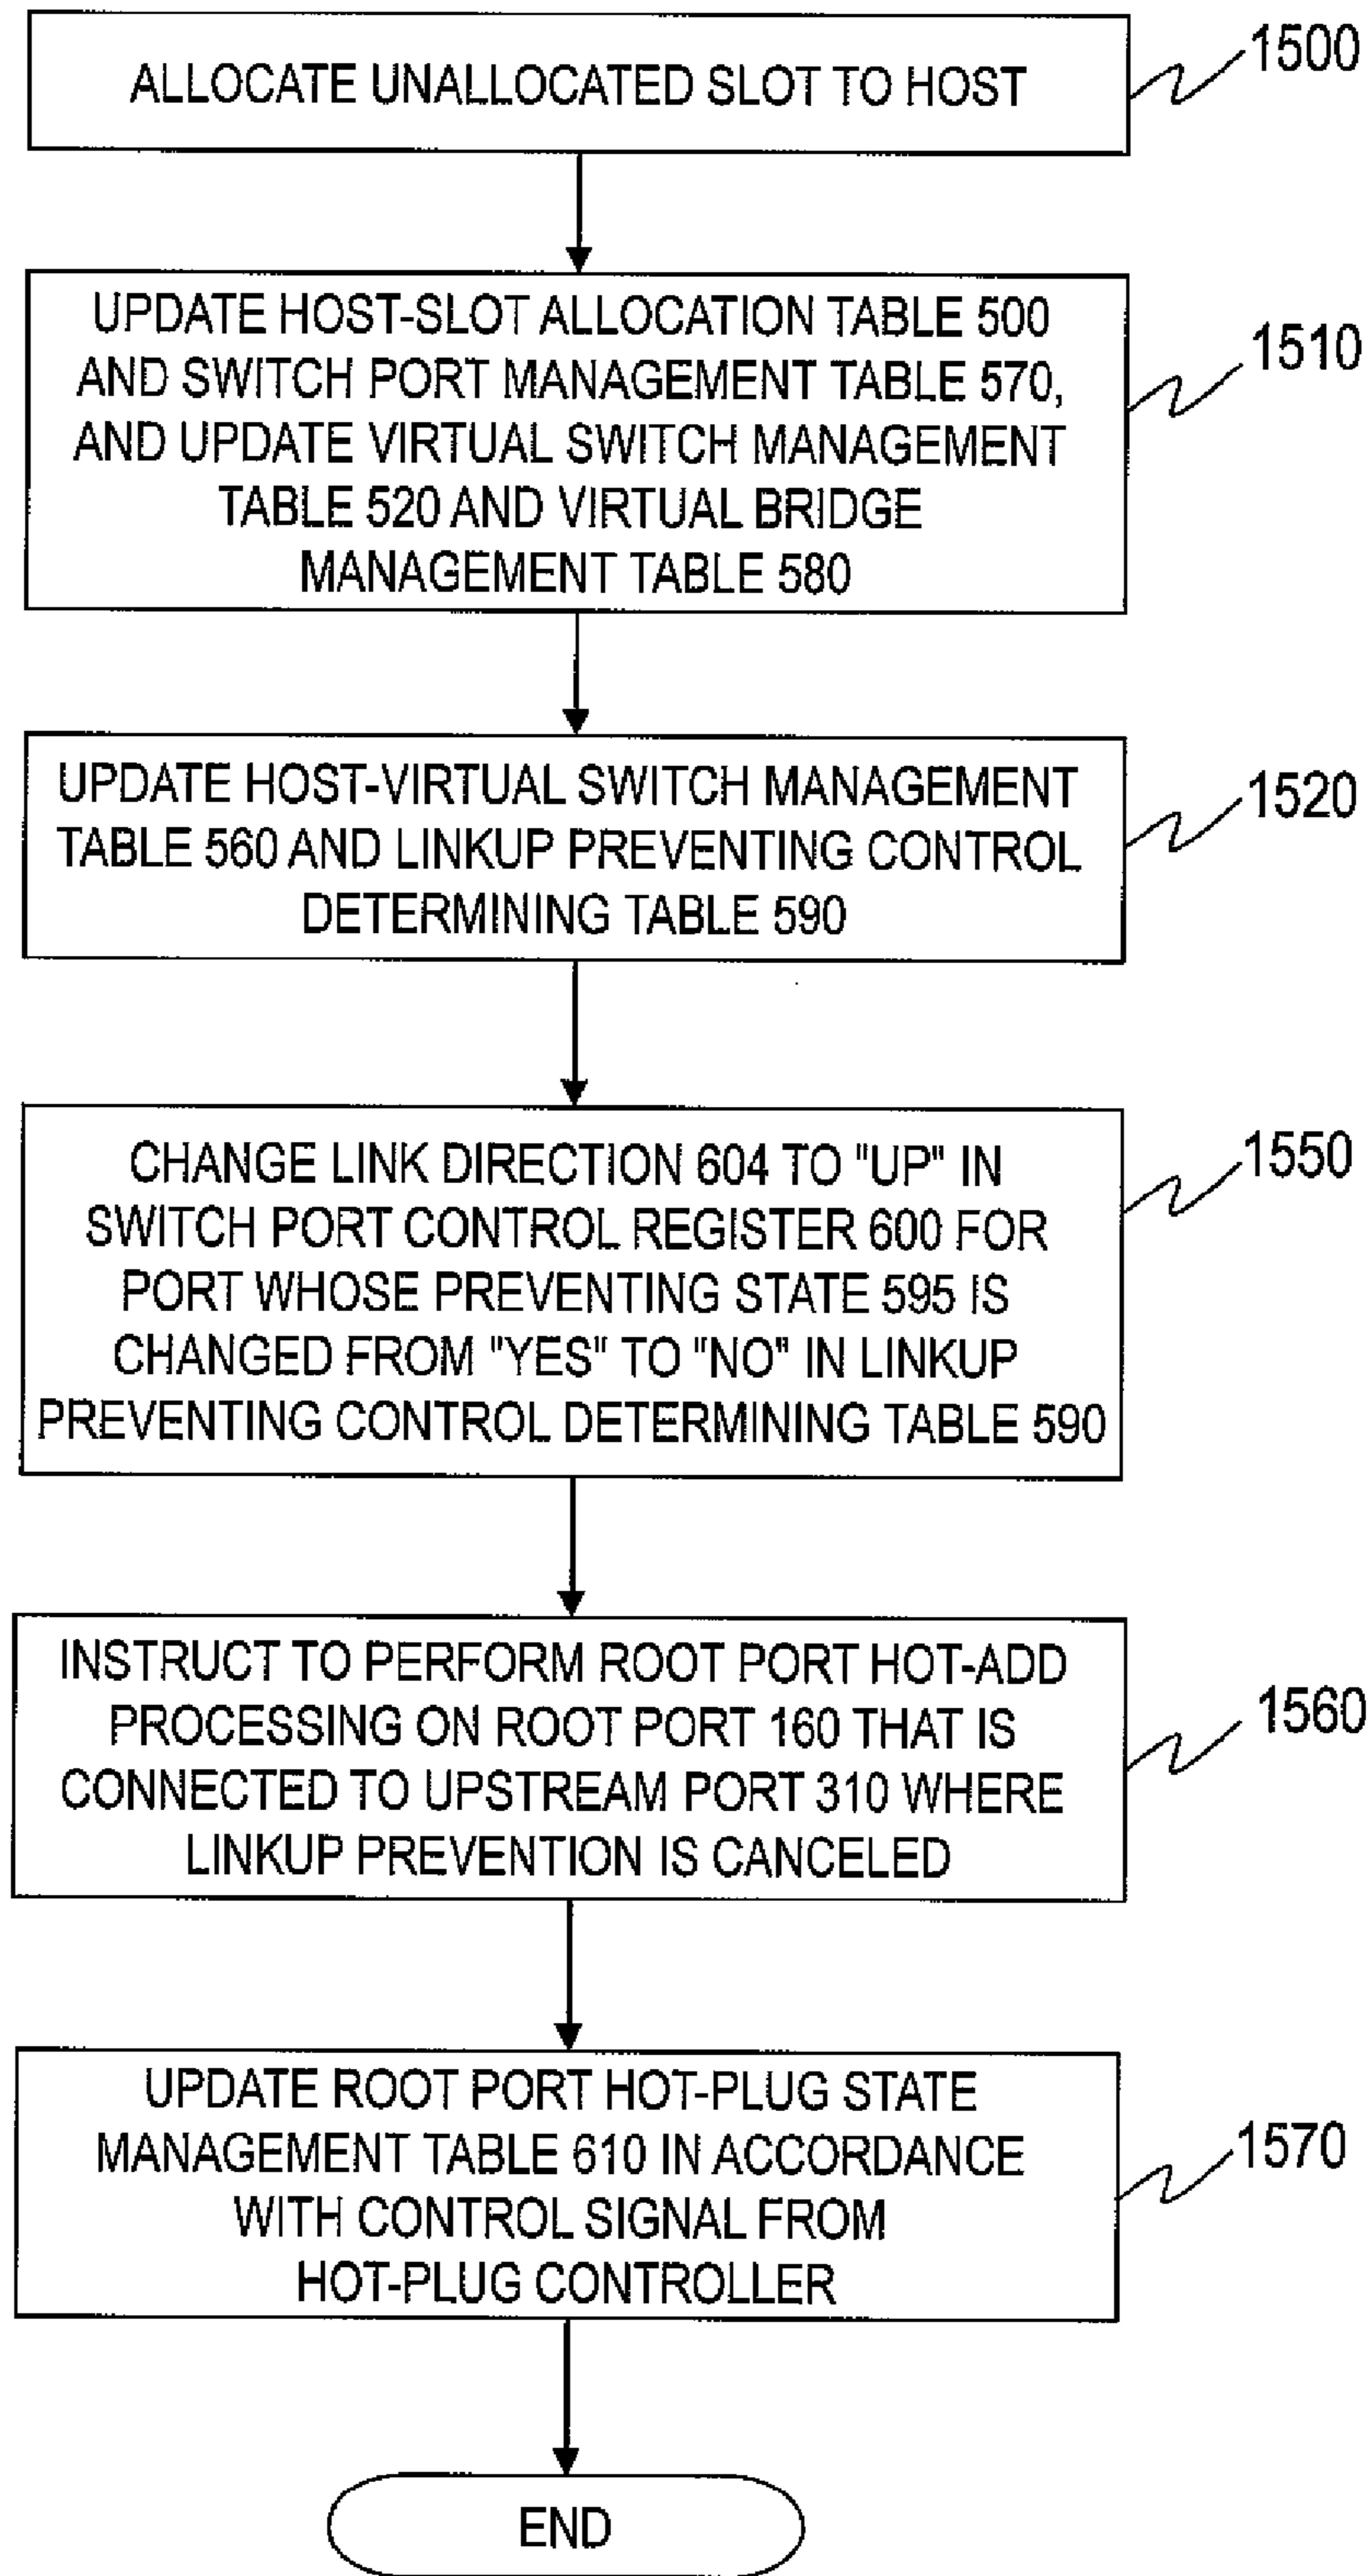 ALLOCATE UNALLOCATED SLOT TO HOST
1500
UPDATE HOST-SLOT ALLOCATION TABLE 500
AND SWITCH PORT MANAGEMENT TABLE 570,
AND UPDATE VIRTUAL SWITCH MANAGEMENT
TABLE 520 AND VIRTUAL BRIDGE
MANAGEMENT TABLE 580
1510
UPDATE HOST-VIRTUAL SWITCH MANAGEMENT
TABLE 560 AND LINKUP PREVENTING CONTROL
DETERMINING TABLE 590
1520
CHANGE LINK DIRECTION 604 TO "UP" IN
SWITCH PORT CONTROL REGISTER 600 FOR
PORT WHOSE PREVENTING STATE 595 IS
CHANGED FROM "YES" TO "NO" IN LINKUP
PREVENTING CONTROL DETERMINING TABLE 590
1550
INSTRUCT TO PERFORM ROOT PORT HOT-ADD
PROCESSING ON ROOT PORT 160 THAT IS
CONNECTED TO UPSTREAM PORT 310 WHERE
LINKUP PREVENTION IS CANCELED
1560
UPDATE ROOT PORT HOT-PLUG STATE
MANAGEMENT TABLE 610 IN ACCORDANCE
WITH CONTROL SIGNAL FROM
HOT-PLUG CONTROLLER
1570
END